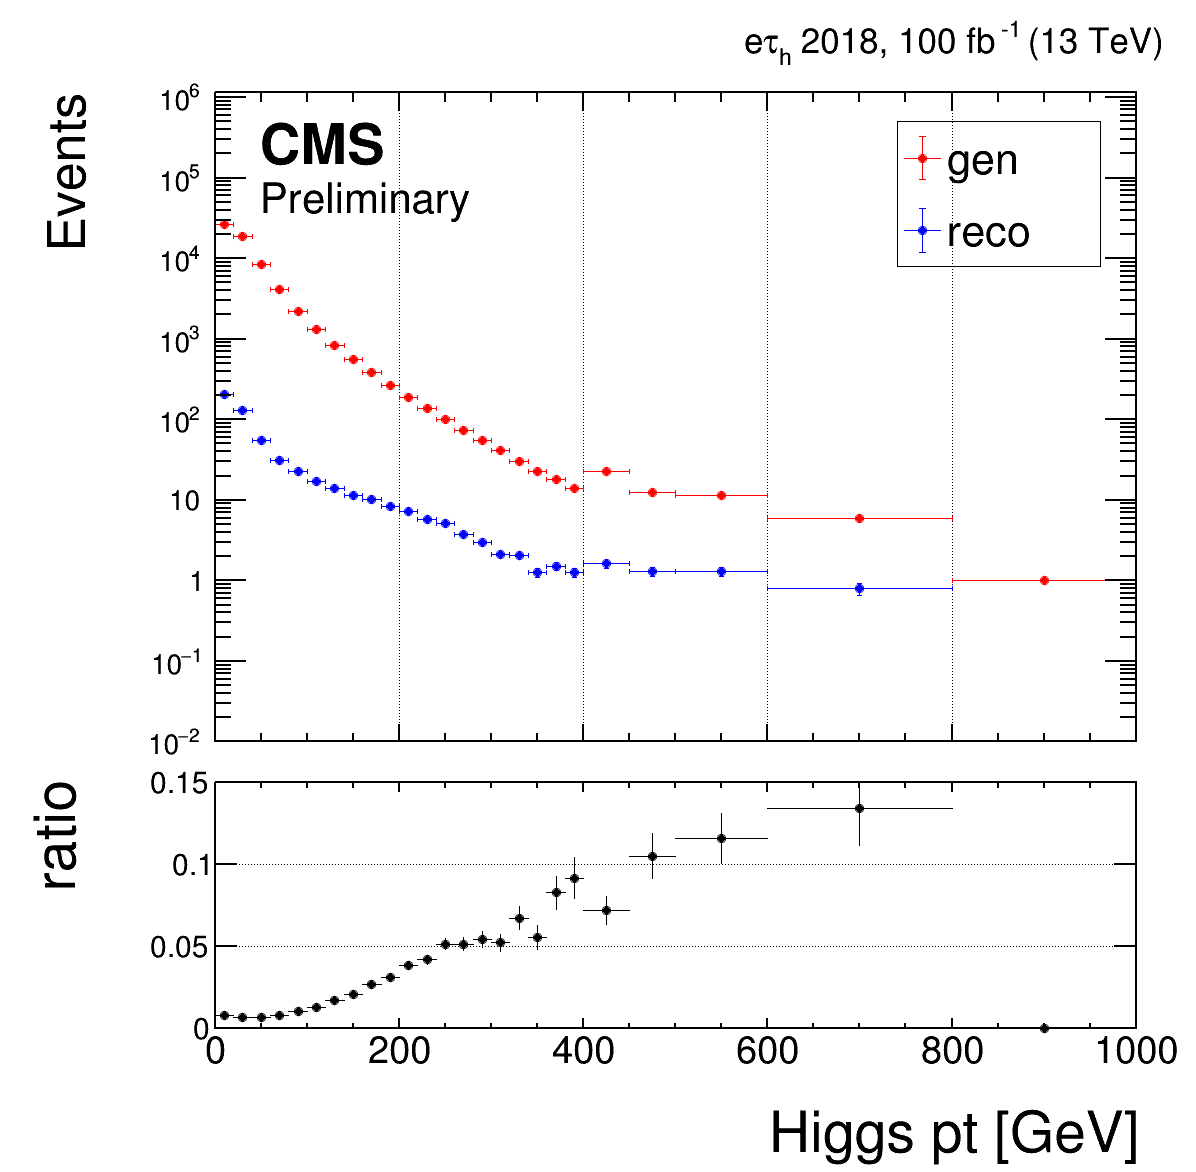 eτh 2018, 100 fb-1 (13 TeV)
Events
10^6
10^5
10^4
10^3
10^2
10
1
10^−1
10^−2
CMS
Preliminary
gen
reco
ratio
0.15
0.1
0.05
0
0 200 400 600 800 1000
Higgs pt [GeV]